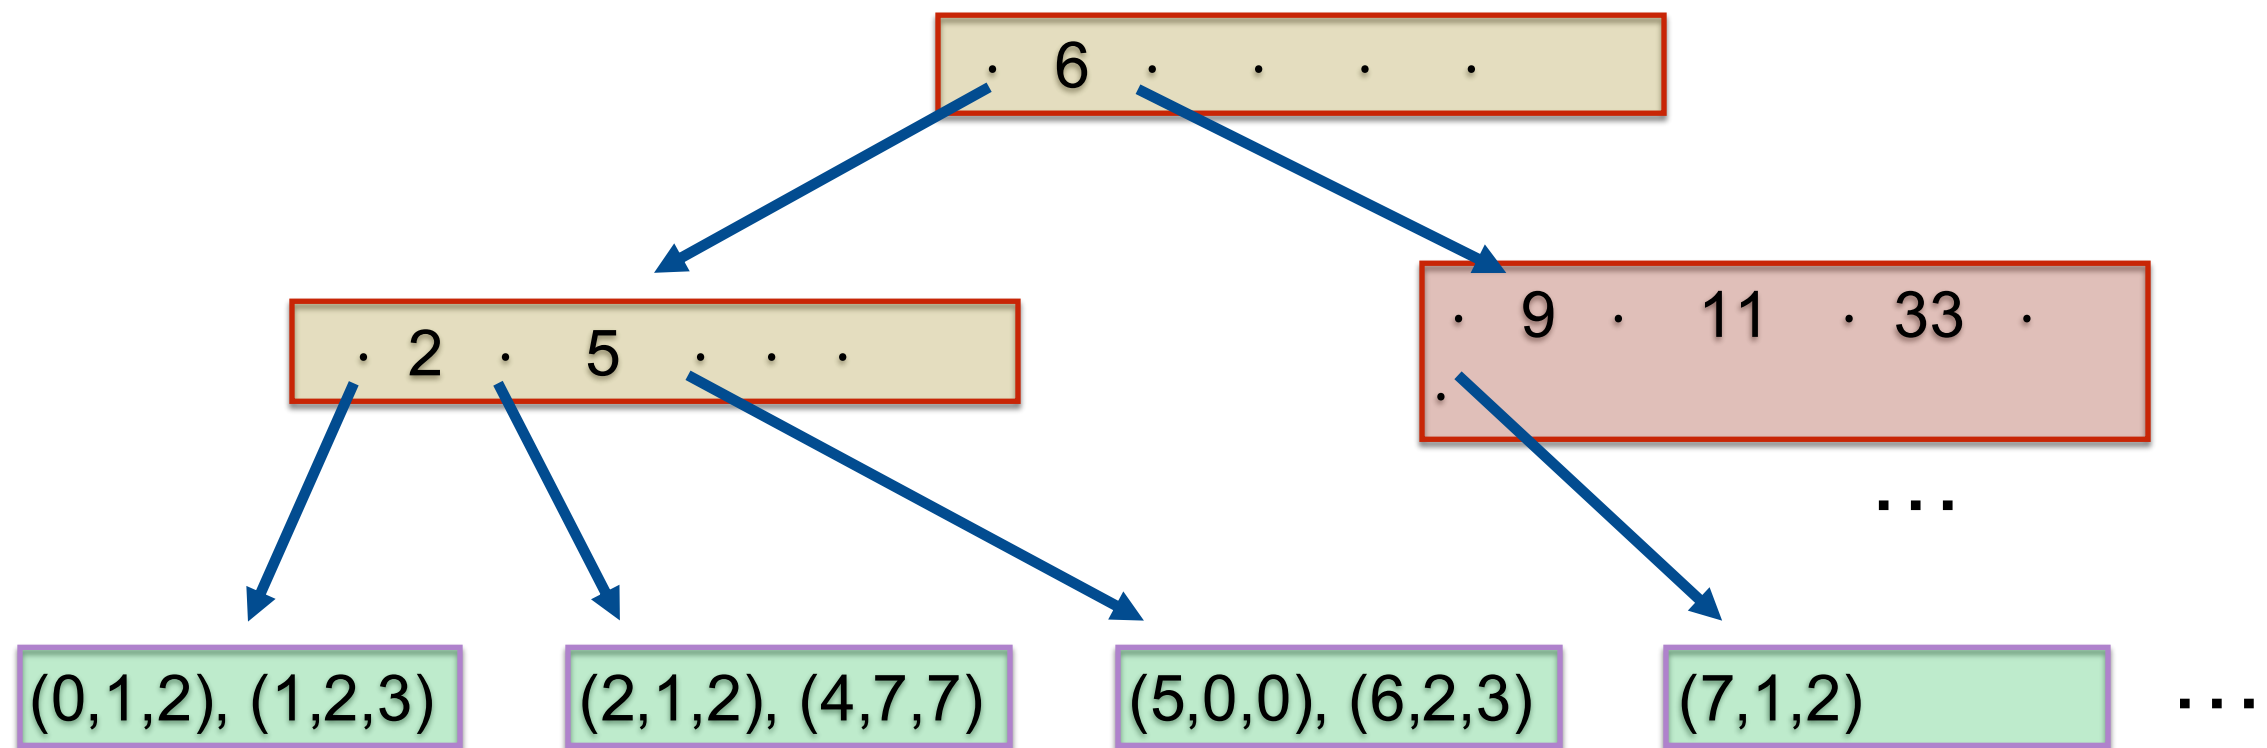 · 6 · · · ·
· 2 · 5 · · ·
· 9 · 11 · 33 ·
·
...
(0,1,2), (1,2,3)
(2,1,2), (4,7,7)
(5,0,0), (6,2,3)
(7,1,2)
...